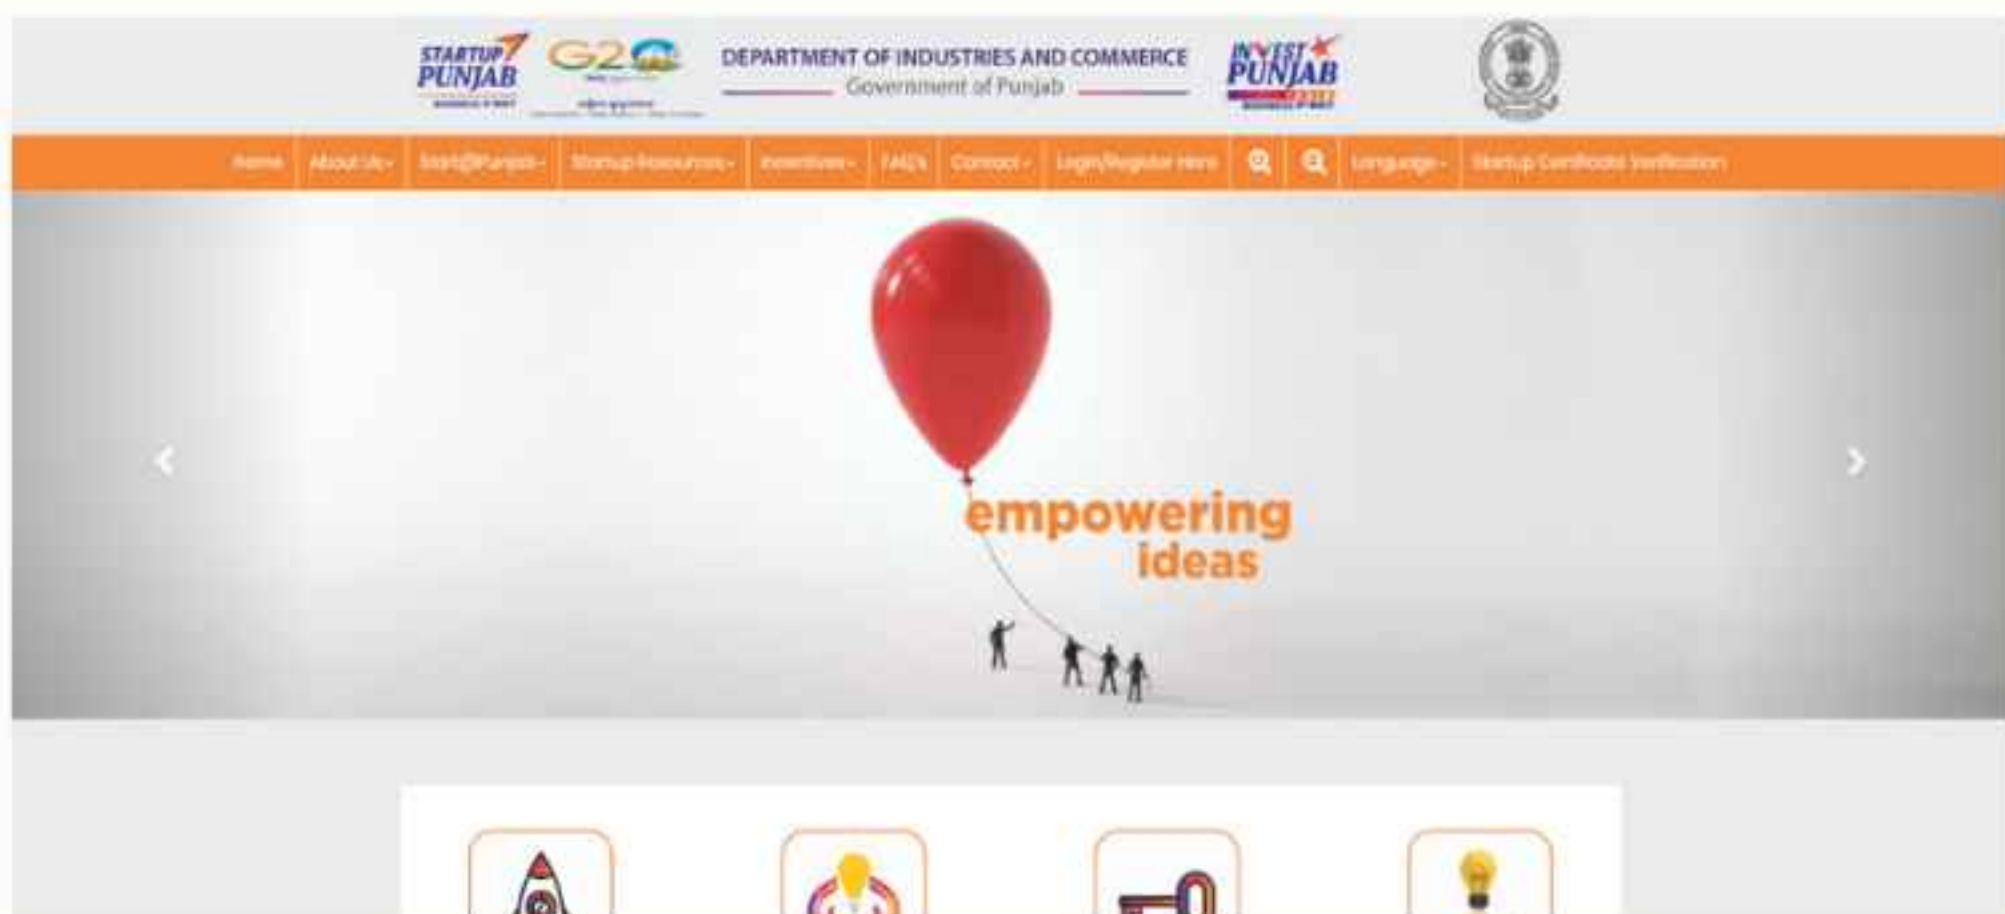 STARTUP
PUNJAB
G20
DEPARTMENT OF INDUSTRIES AND COMMERCE
Government of Punjab
INVEST
PUNJAB
Home
About Us
Start@Punjab
Startup Resources
Incentives
FAQ's
Contact
Login/Register Here
Language
Startup Certificate Verification
empowering
ideas